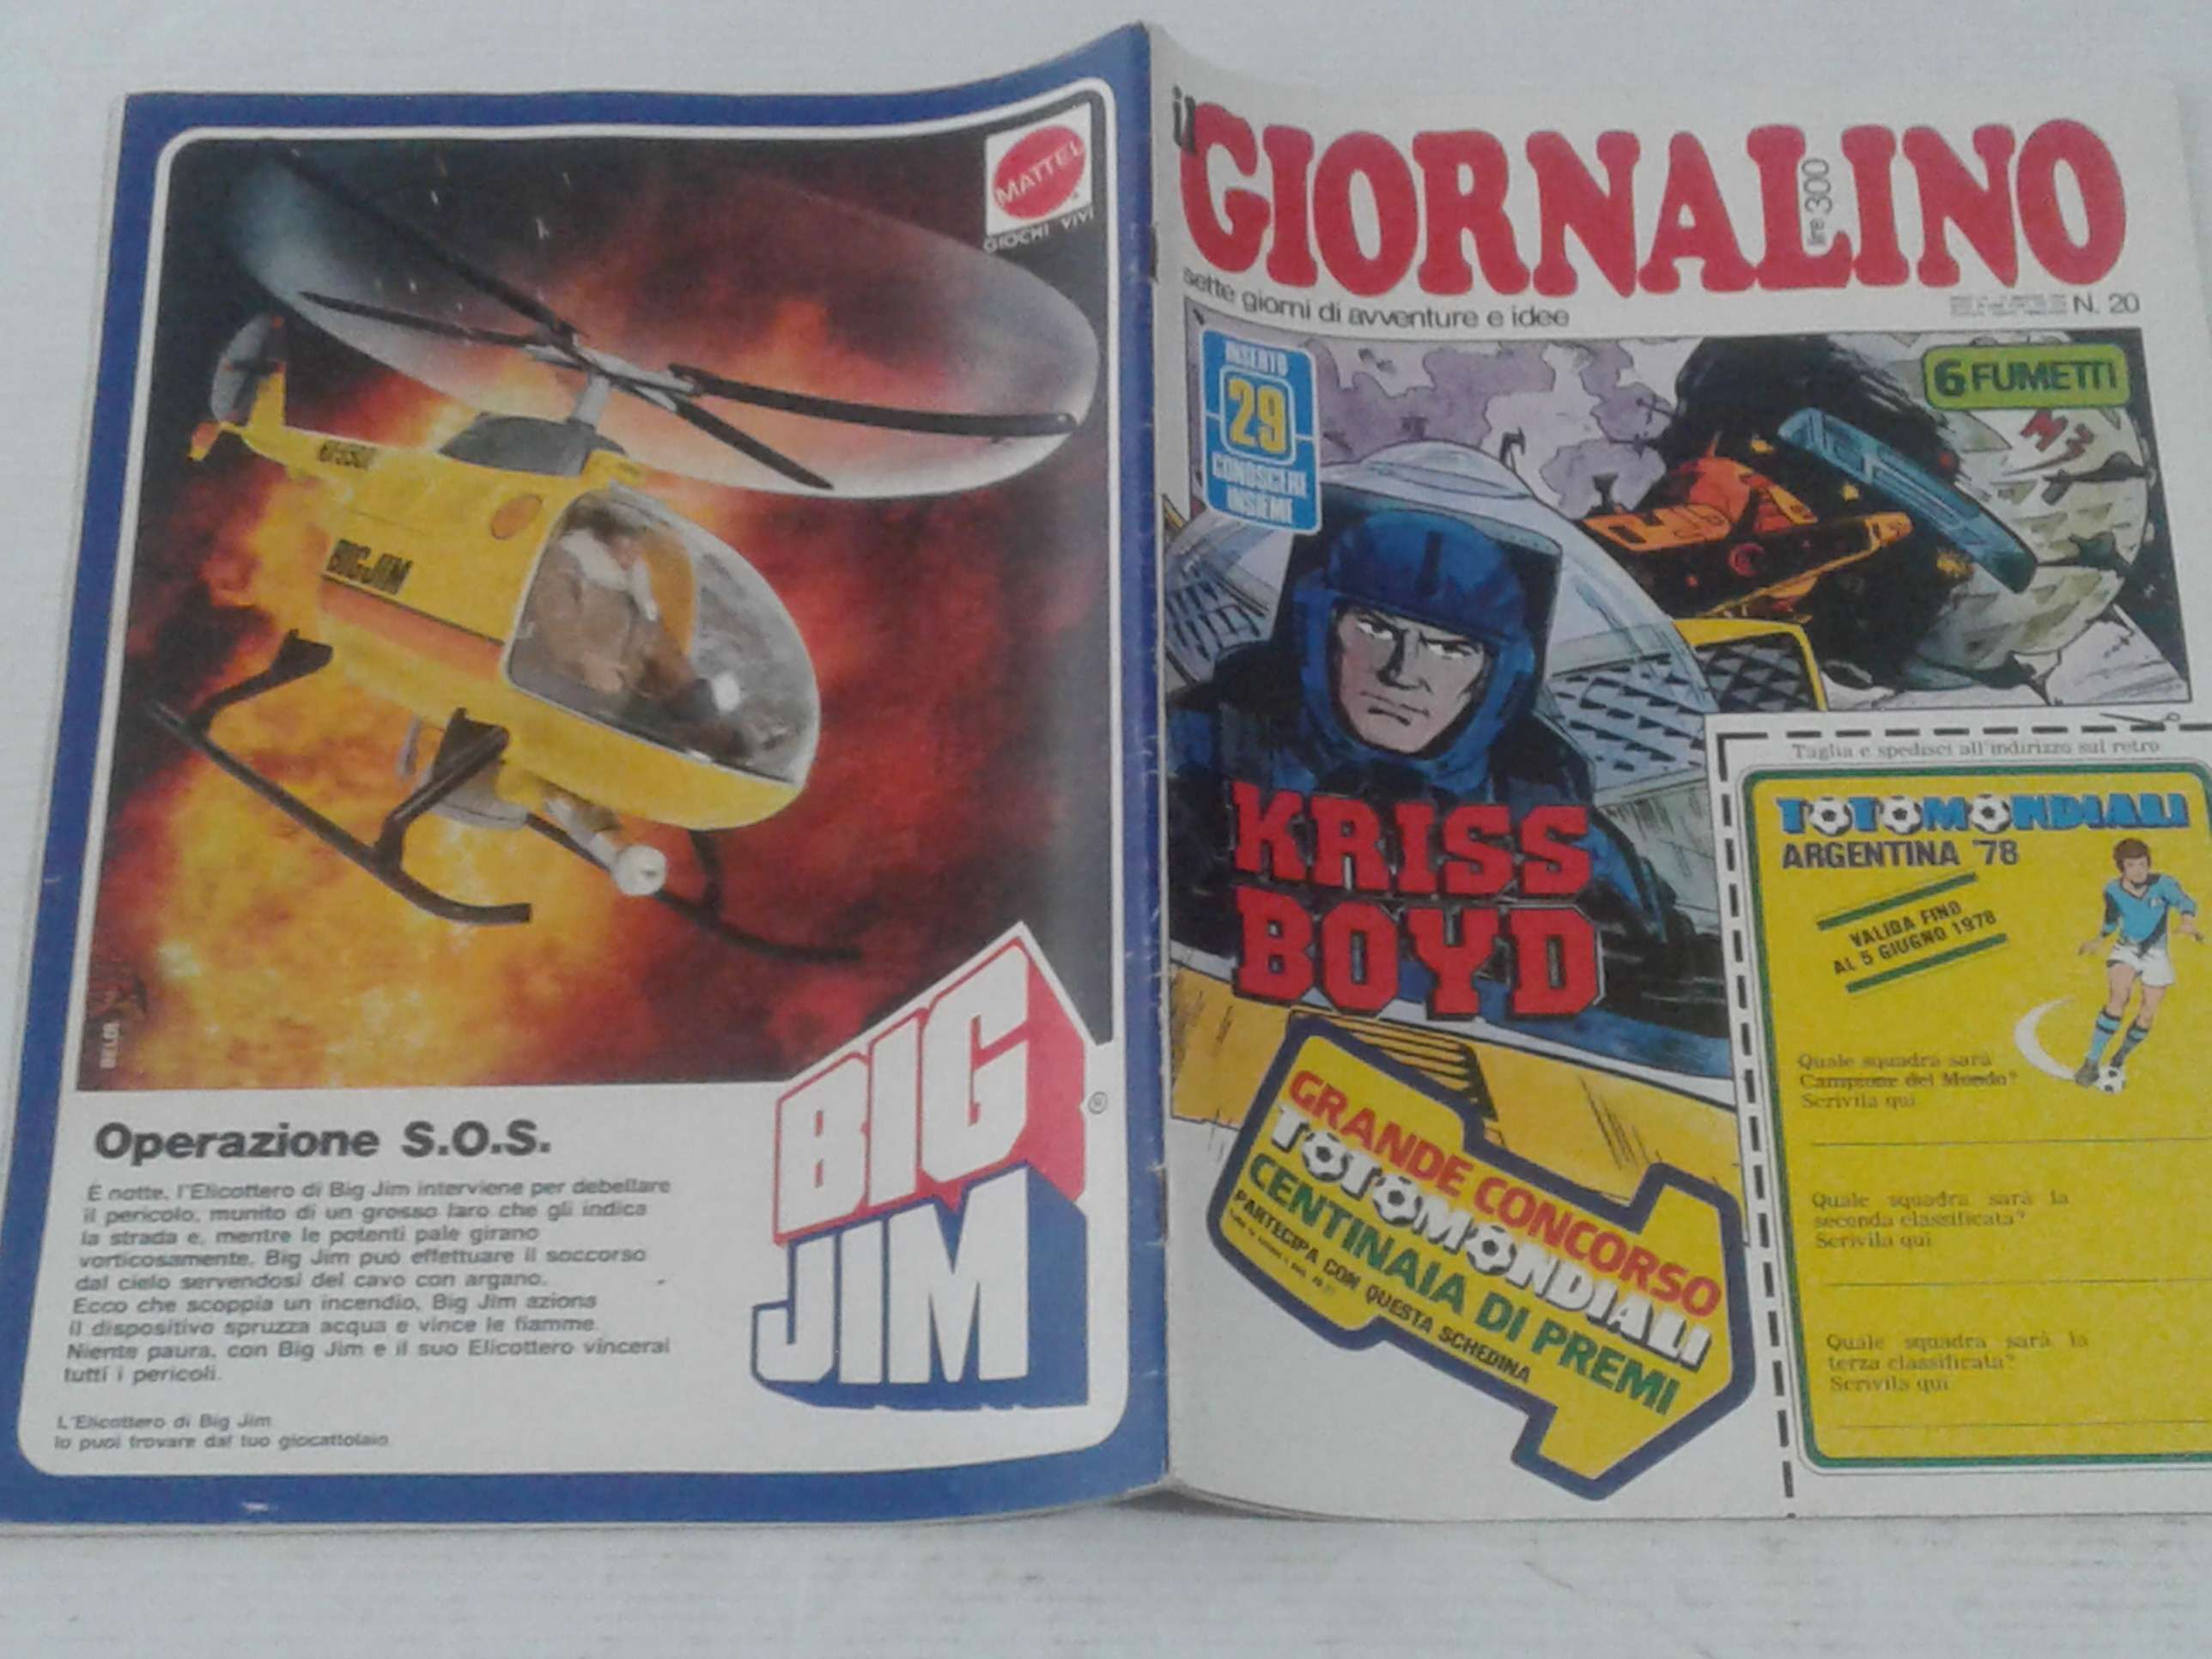 MATTEL
GIOCHI VIVI
BIG JIM
BIG
JIM
Operazione S.O.S.
È notte, l'Elicottero di Big Jim interviene per debellare
il pericolo, munito di un grosso faro che gli indica
la strada e, mentre le potenti pale girano
vorticosamente, Big Jim può effettuare il soccorso
dal cielo servendosi del cavo con argano.
Ecco che scoppia un incendio, Big Jim aziona
il dispositivo spruzza acqua e vince le fiamme.
Niente paura, con Big Jim e il suo Elicottero vincerai
tutti i pericoli.
L'Elicottero di Big Jim
lo puoi trovare dal tuo giocattolaio
il GIORNALINO
lire 300
sette giorni di avventure e idee
N. 20
INSERTO
29
CONOSCERE
INSIEME
6 FUMETTI
KRISS
BOYD
GRANDE CONCORSO
TOTOMONDIALI
CENTINAIA DI PREMI
PARTECIPA CON QUESTA SCHEDINA
Taglia e spedisci all'indirizzo sul retro
TOTOMONDIALI
ARGENTINA '78
VALIDA FINO
AL 5 GIUGNO 1978
Quale squadra sarà
Campione del Mondo?
Scrivila qui
Quale squadra sarà la
seconda classificata?
Scrivila qui
Quale squadra sarà la
terza classificata?
Scrivila qui